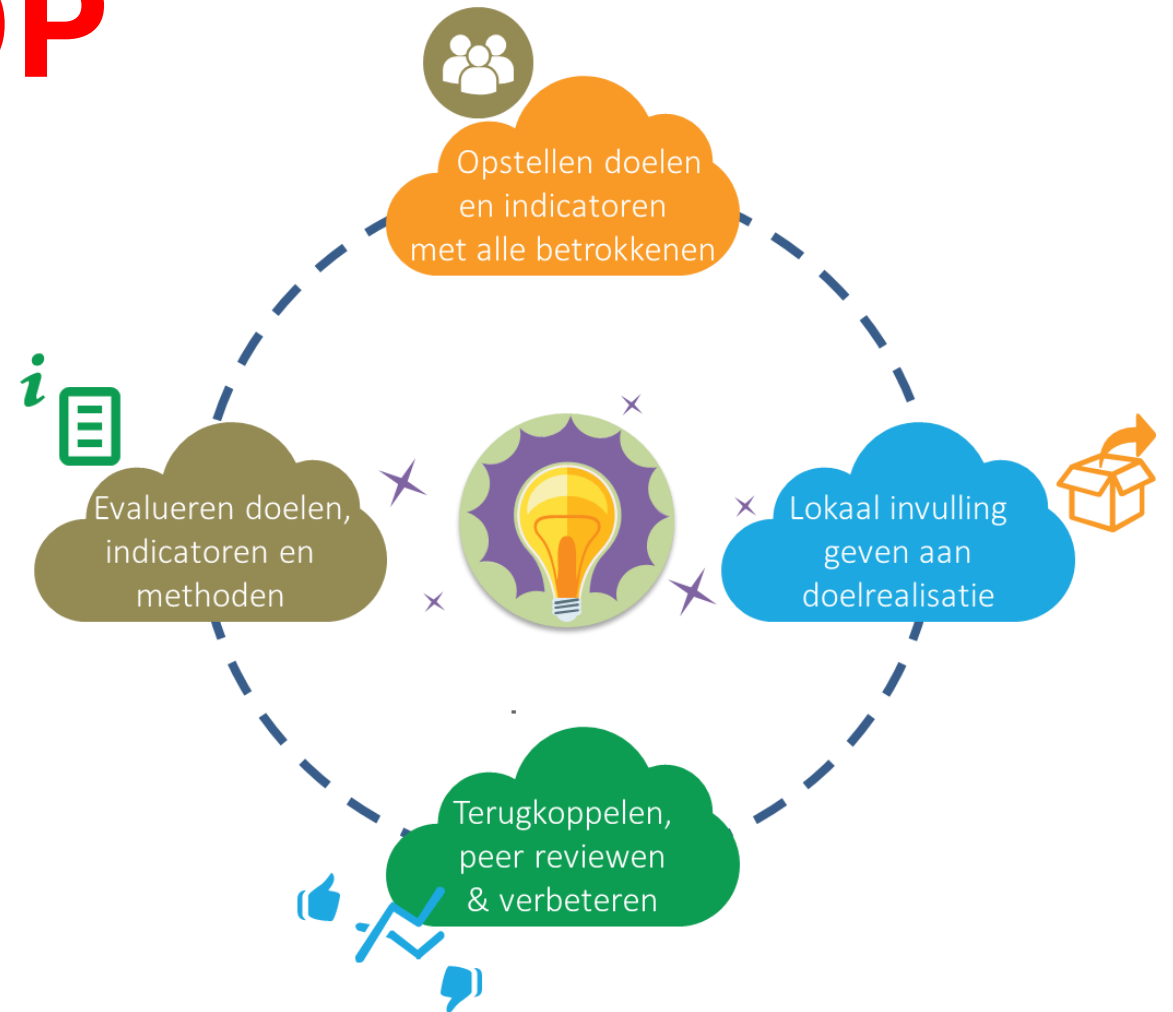 Opstellen doelen
en indicatoren
met alle betrokkenen
i
Evalueren doelen,
indicatoren en
methoden
Lokaal invulling
geven aan
doelrealisatie
Terugkoppelen,
peer reviewen
& verbeteren